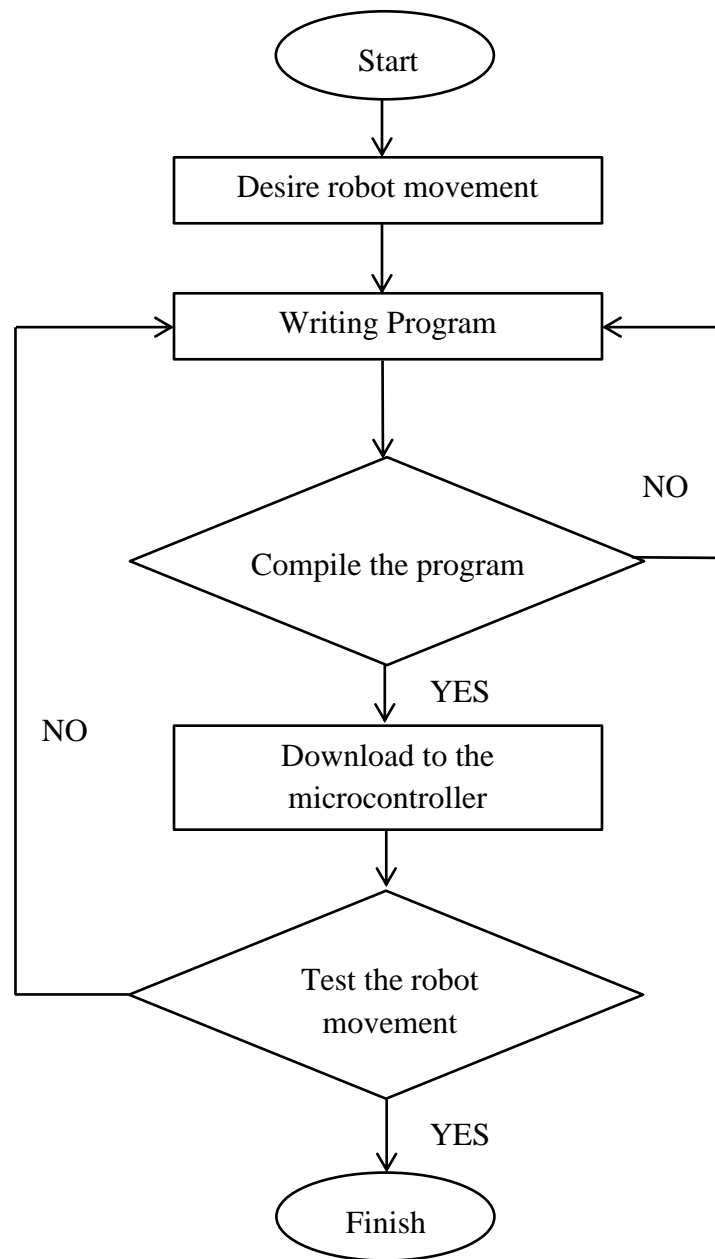 Start
Desire robot movement
Writing Program
NO
Compile the program
YES
NO
Download to the
microcontroller
Test the robot
movement
YES
Finish